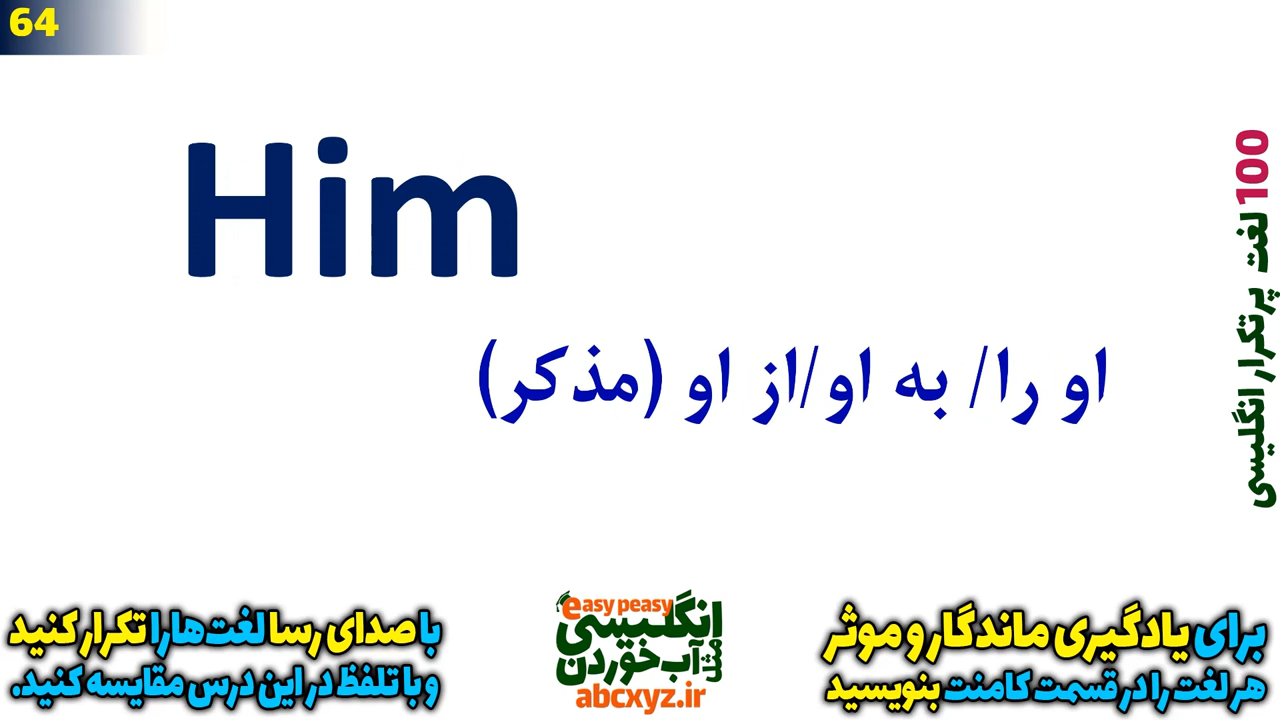 64
Him
او را/ به او/از او (مذکر)
100 لغت پرتکرار انگلیسی
با صدای رسا لغت‌ها را تکرار کنید
و با تلفظ در این درس مقایسه کنید.
easy peasy
انگلیسی
مثل آب خوردن
abcxyz.ir
برای یادگیری ماندگار و موثر
هر لغت را در قسمت کامنت بنویسید